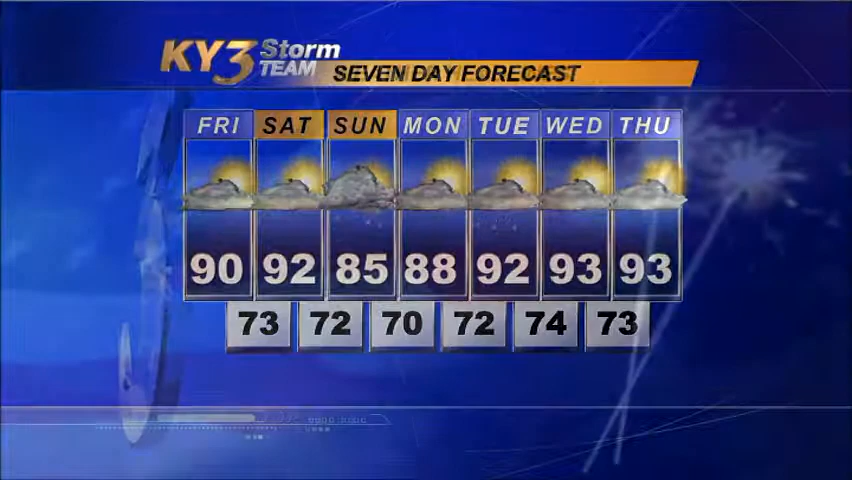 KY3 Storm
TEAM
SEVEN DAY FORECAST
FRI SAT SUN MON TUE WED THU
90 92 85 88 92 93 93
73 72 70 72 74 73